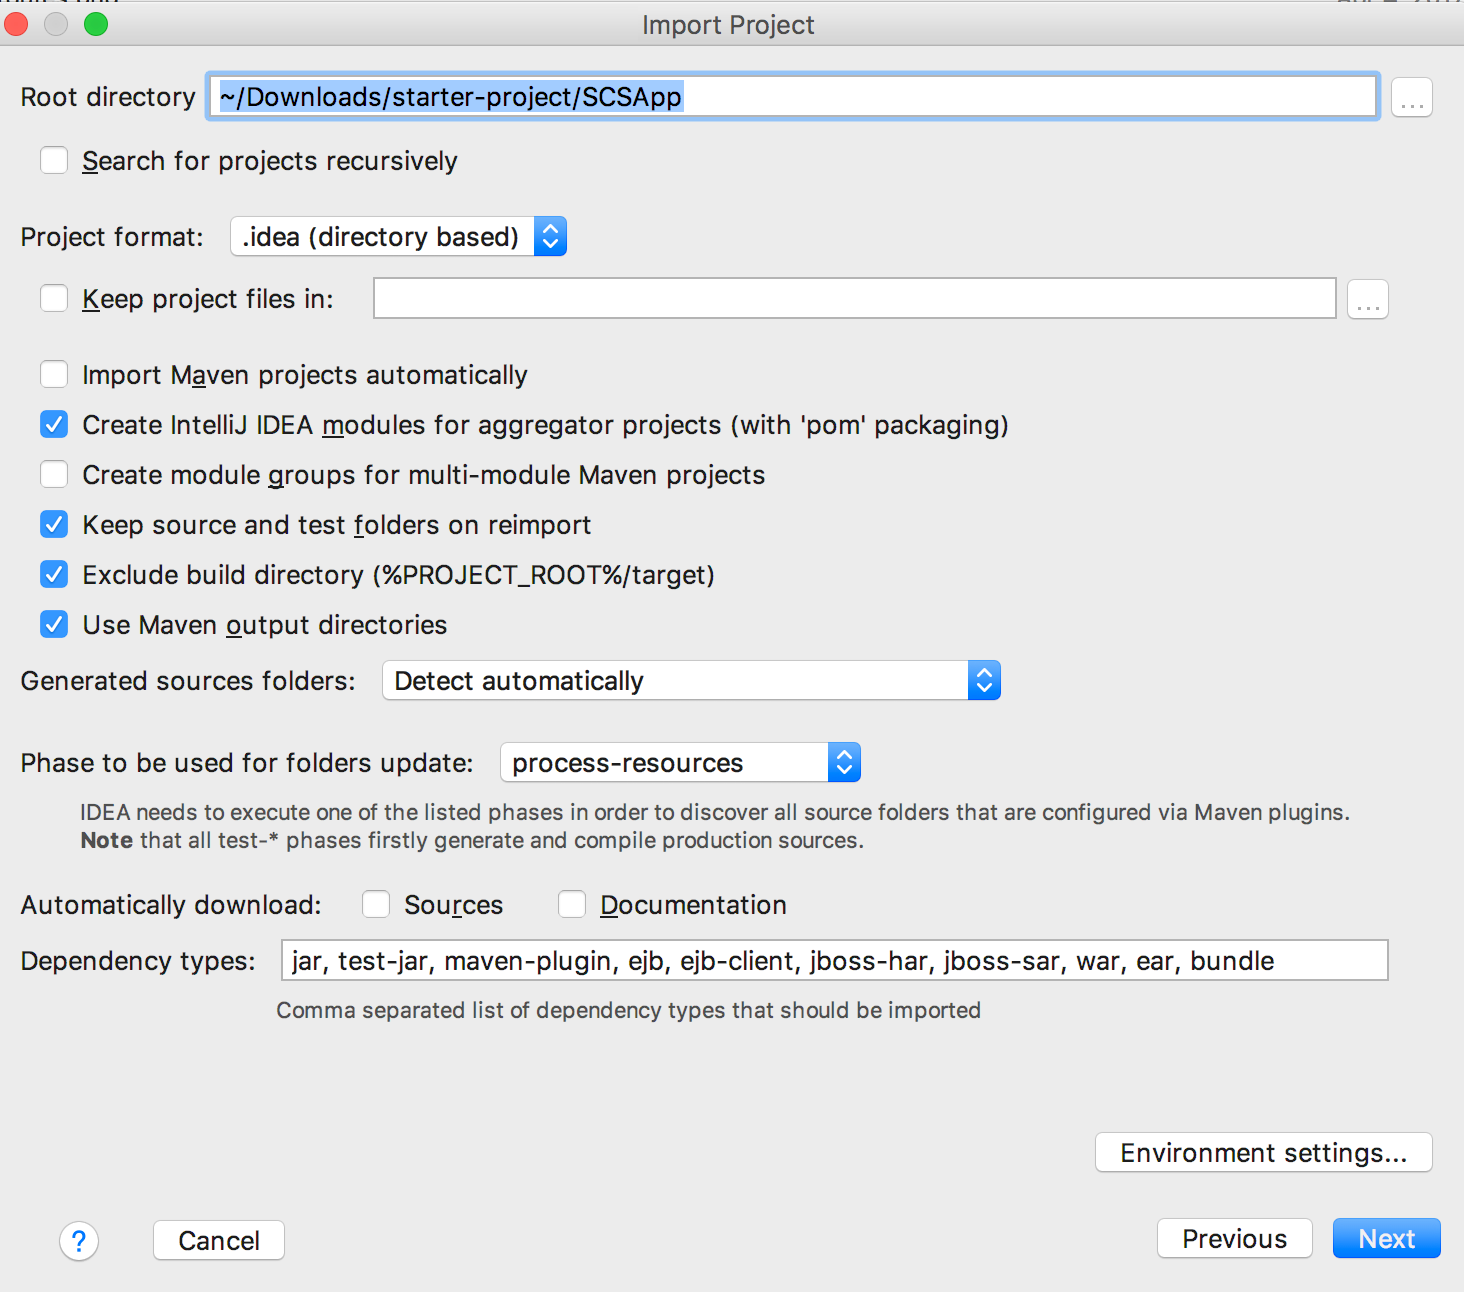 Import Project
Root directory ~/Downloads/starter-project/SCSApp ...
Search for projects recursively
Project format: .idea (directory based)
Keep project files in: ...
Import Maven projects automatically
Create IntelliJ IDEA modules for aggregator projects (with 'pom' packaging)
Create module groups for multi-module Maven projects
Keep source and test folders on reimport
Exclude build directory (%PROJECT_ROOT%/target)
Use Maven output directories
Generated sources folders: Detect automatically
Phase to be used for folders update: process-resources
IDEA needs to execute one of the listed phases in order to discover all source folders that are configured via Maven plugins.
Note that all test-* phases firstly generate and compile production sources.
Automatically download: Sources Documentation
Dependency types: jar, test-jar, maven-plugin, ejb, ejb-client, jboss-har, jboss-sar, war, ear, bundle
Comma separated list of dependency types that should be imported
Environment settings...
? Cancel Previous Next